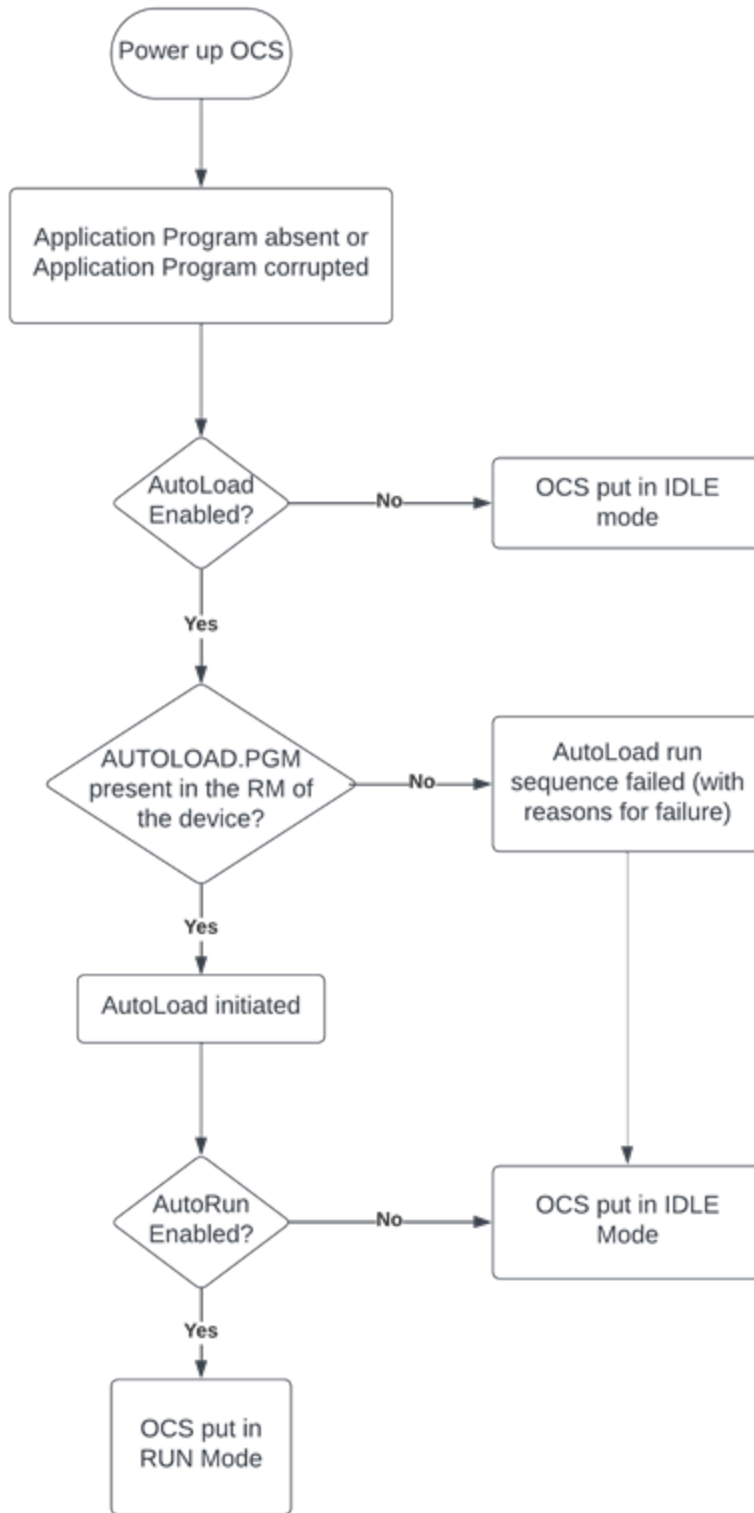 Power up OCS
Application Program absent or
Application Program corrupted
AutoLoad
Enabled?
No
OCS put in IDLE
mode
Yes
AUTOLOAD.PGM
present in the RM of
the device?
No
AutoLoad run
sequence failed (with
reasons for failure)
Yes
AutoLoad initiated
AutoRun
Enabled?
No
OCS put in IDLE
Mode
Yes
OCS put in
RUN Mode